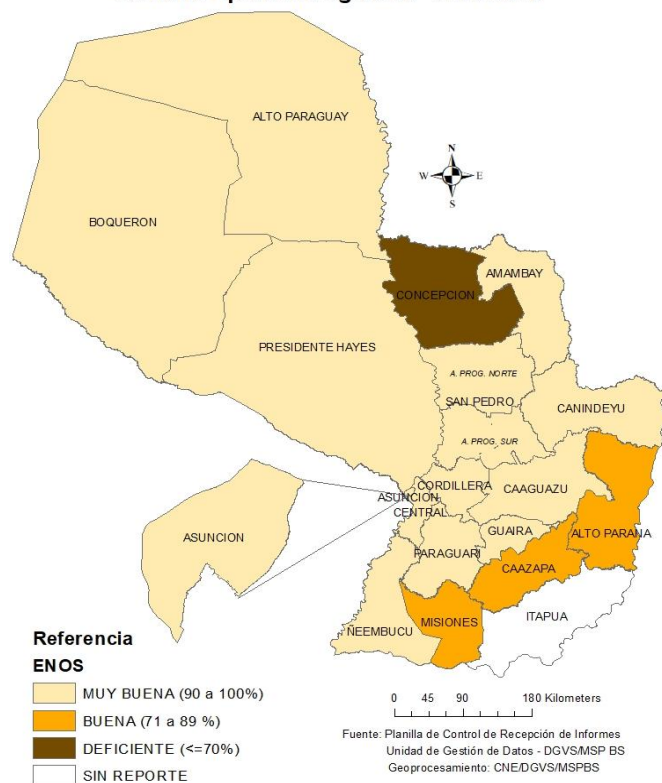 ALTO PARAGUAY
N
W E
S
BOQUERON
AMAMBAY
CONCEPCION
PRESIDENTE HAYES
A. PROG. NORTE
SAN PEDRO
CANINDEYU
A. PROG. SUR
CORDILLERA
ASUNCION
CAAGUAZU
CENTRAL
ASUNCION
GUAIRA
ALTO PARANA
PARAGUARI
CAAZAPA
ITAPUA
MISIONES
ÑEEMBUCU
Referencia
ENOS
MUY BUENA (90 a 100%)
BUENA (71 a 89 %)
DEFICIENTE (<=70%)
SIN REPORTE
0 45 90 180 Kilometers
Fuente: Planilla de Control de Recepción de Informes
Unidad de Gestión de Datos - DGVS/MSP BS
Geoprocesamiento: CNE/DGVS/MSPBS